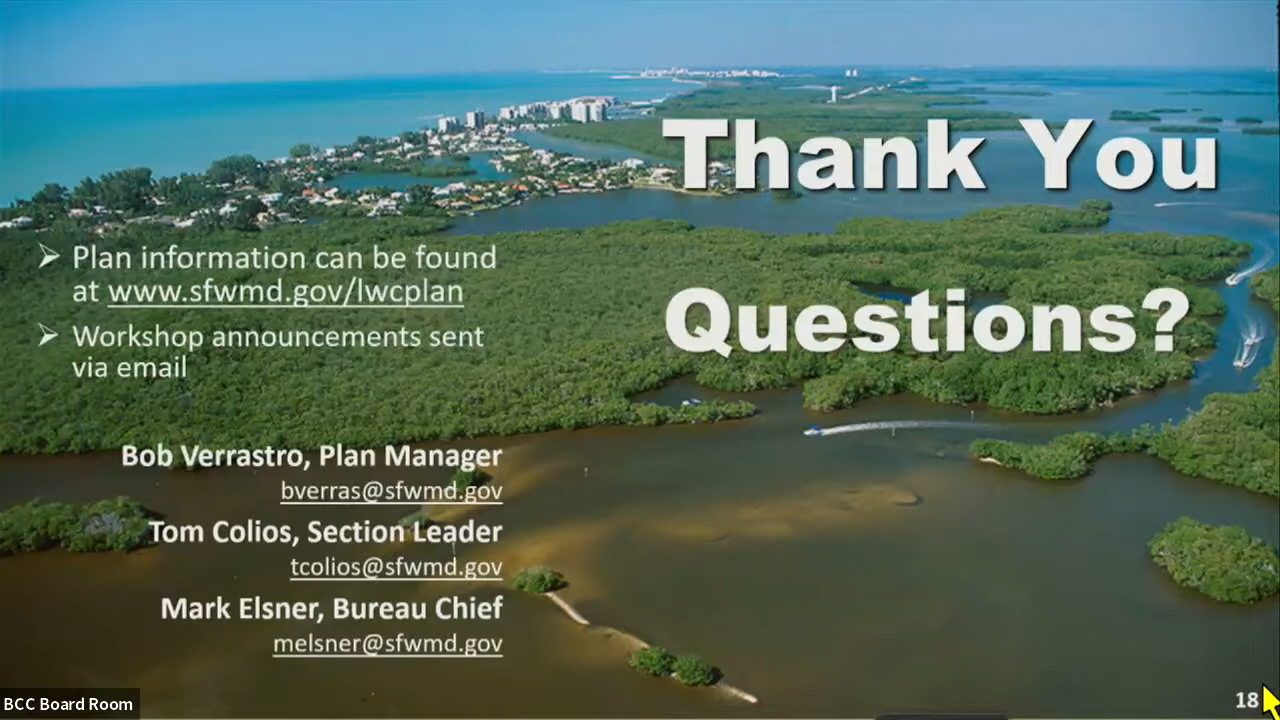 Thank You
Questions?
➢ Plan information can be found
at www.sfwmd.gov/lwcplan
➢ Workshop announcements sent
via email
Bob Verrastro, Plan Manager
bverras@sfwmd.gov
Tom Colios, Section Leader
tcolios@sfwmd.gov
Mark Elsner, Bureau Chief
melsner@sfwmd.gov
BCC Board Room
18